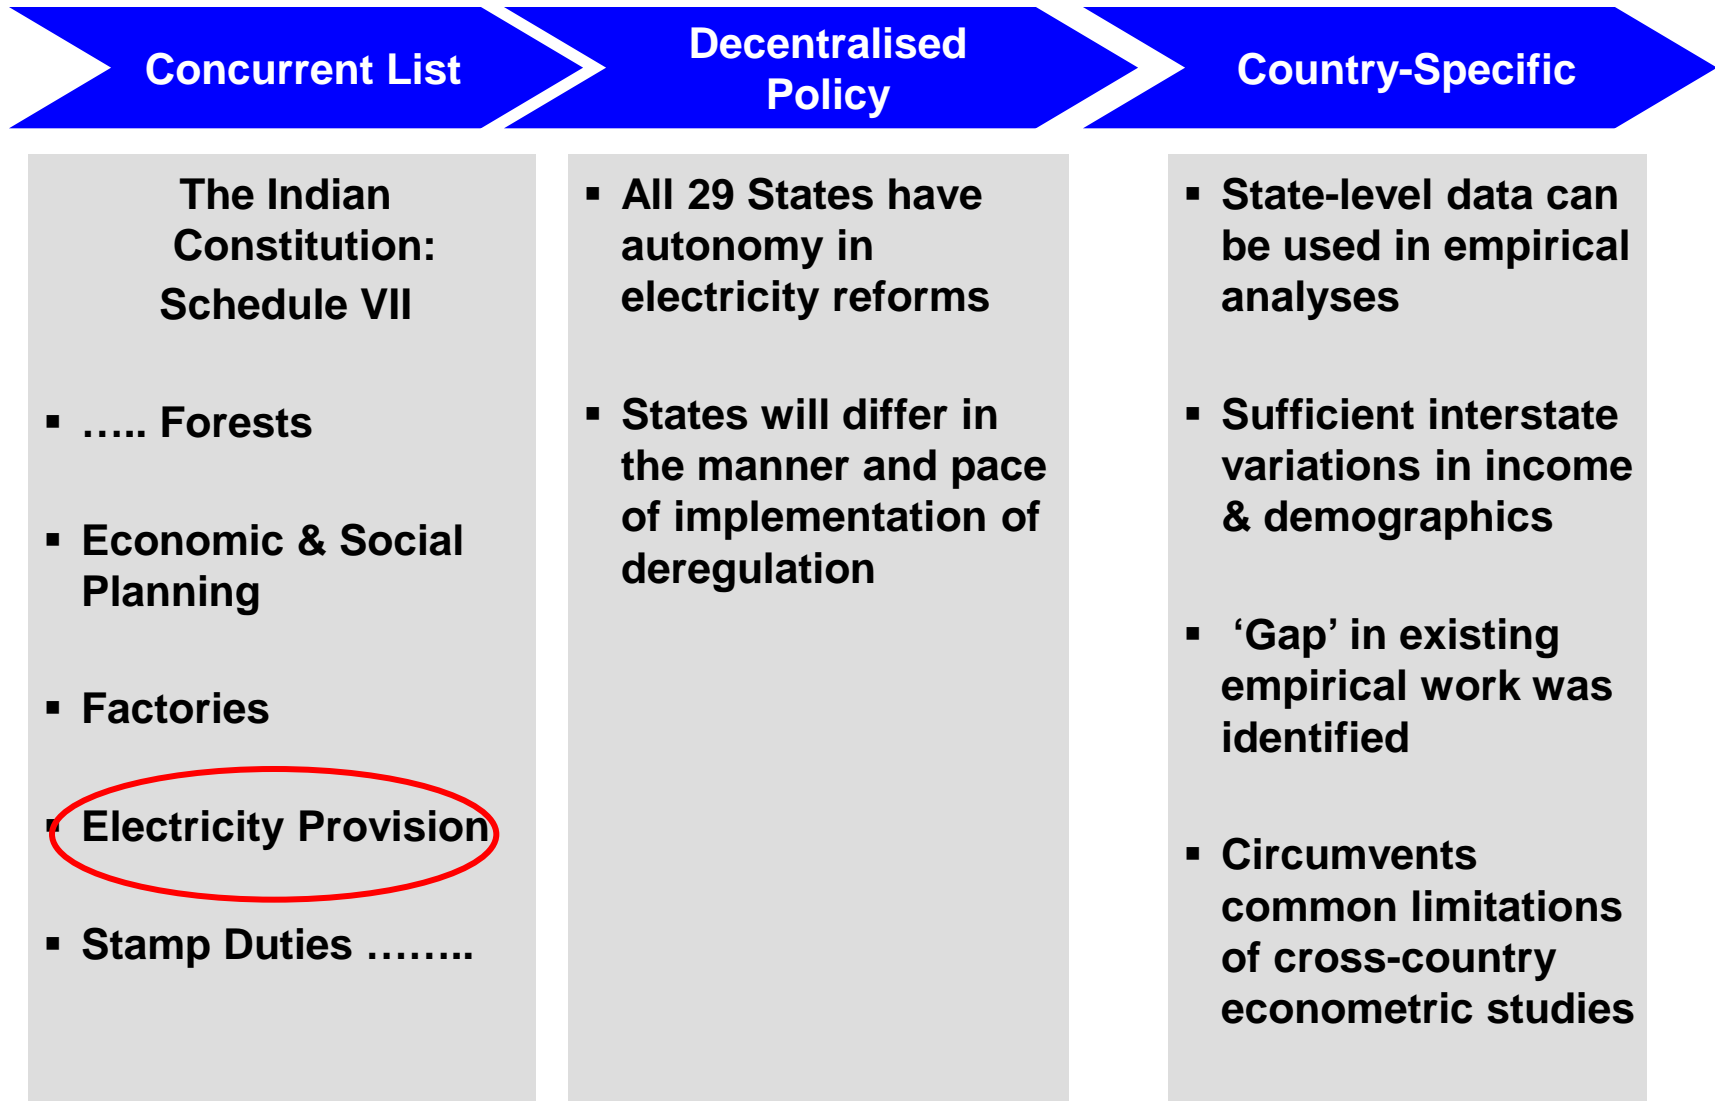 Concurrent List
Decentralised
Policy
Country-Specific
The Indian
Constitution:
Schedule VII
▪ ….. Forests
▪ Economic & Social
Planning
▪ Factories
▪ Electricity Provision
▪ Stamp Duties ……..
▪ All 29 States have
autonomy in
electricity reforms
▪ States will differ in
the manner and pace
of implementation of
deregulation
▪ State-level data can
be used in empirical
analyses
▪ Sufficient interstate
variations in income
& demographics
▪ ‘Gap’ in existing
empirical work was
identified
▪ Circumvents
common limitations
of cross-country
econometric studies